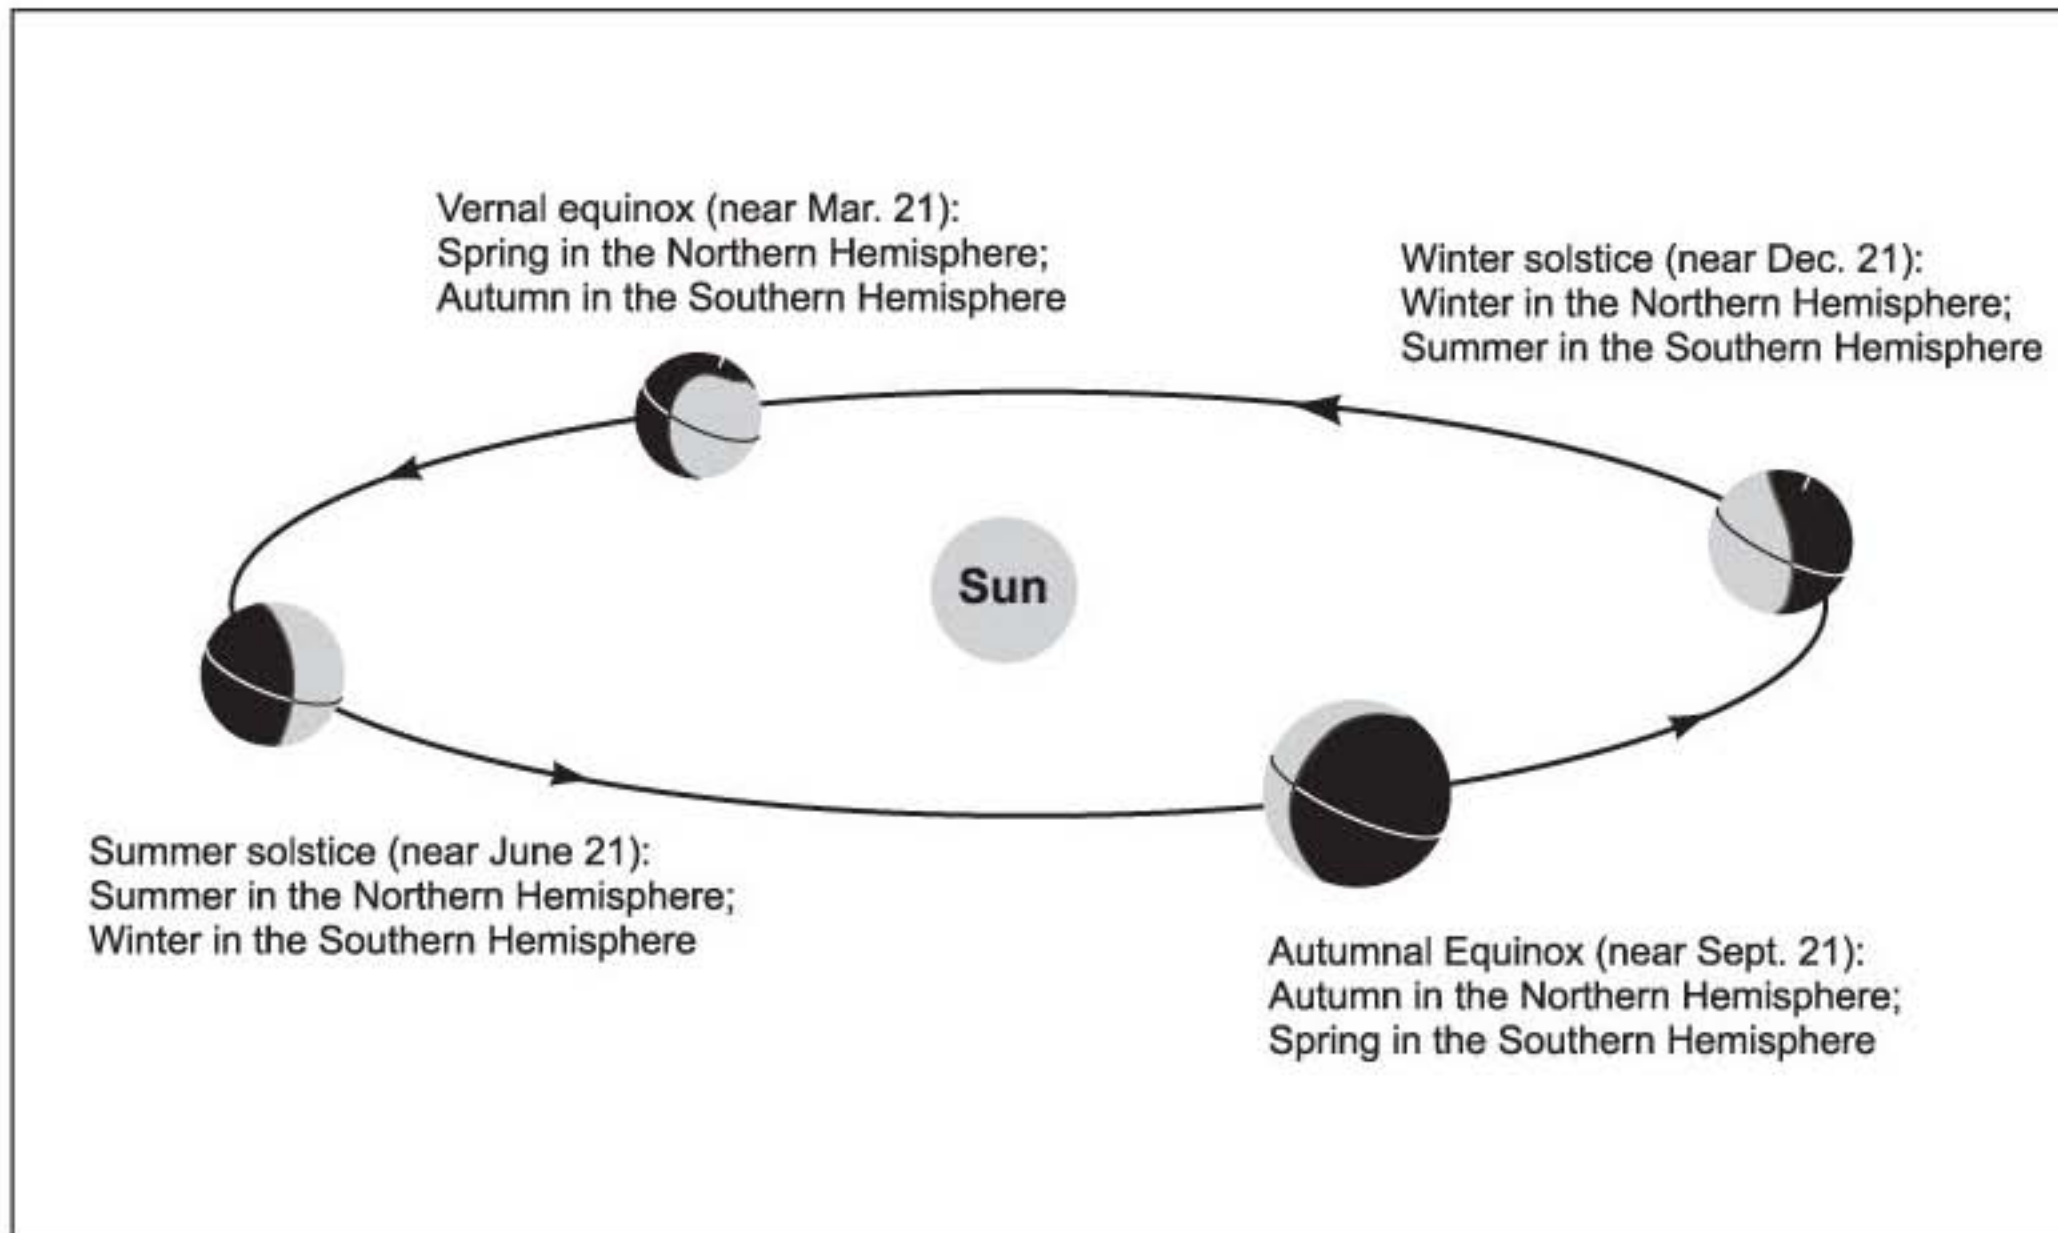 Vernal equinox (near Mar. 21):
Spring in the Northern Hemisphere;
Autumn in the Southern Hemisphere
Winter solstice (near Dec. 21):
Winter in the Northern Hemisphere;
Summer in the Southern Hemisphere
Sun
Summer solstice (near June 21):
Summer in the Northern Hemisphere;
Winter in the Southern Hemisphere
Autumnal Equinox (near Sept. 21):
Autumn in the Northern Hemisphere;
Spring in the Southern Hemisphere